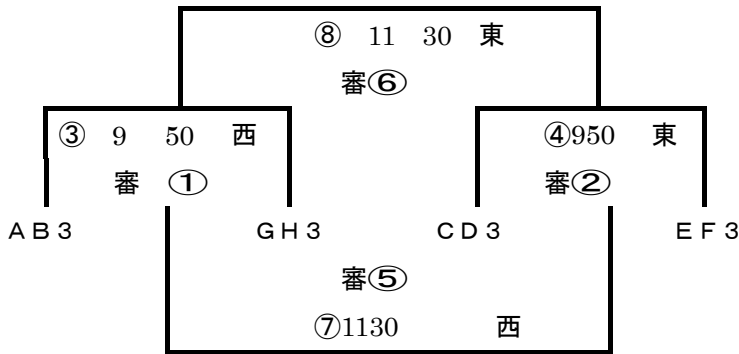 ⑧ 11 30 東
審⑥
③ 9 50 西 ④950 東
審 ① 審②
ＡＢ３ ＧＨ３ ＣＤ３ ＥＦ３
審⑤
⑦1130 西